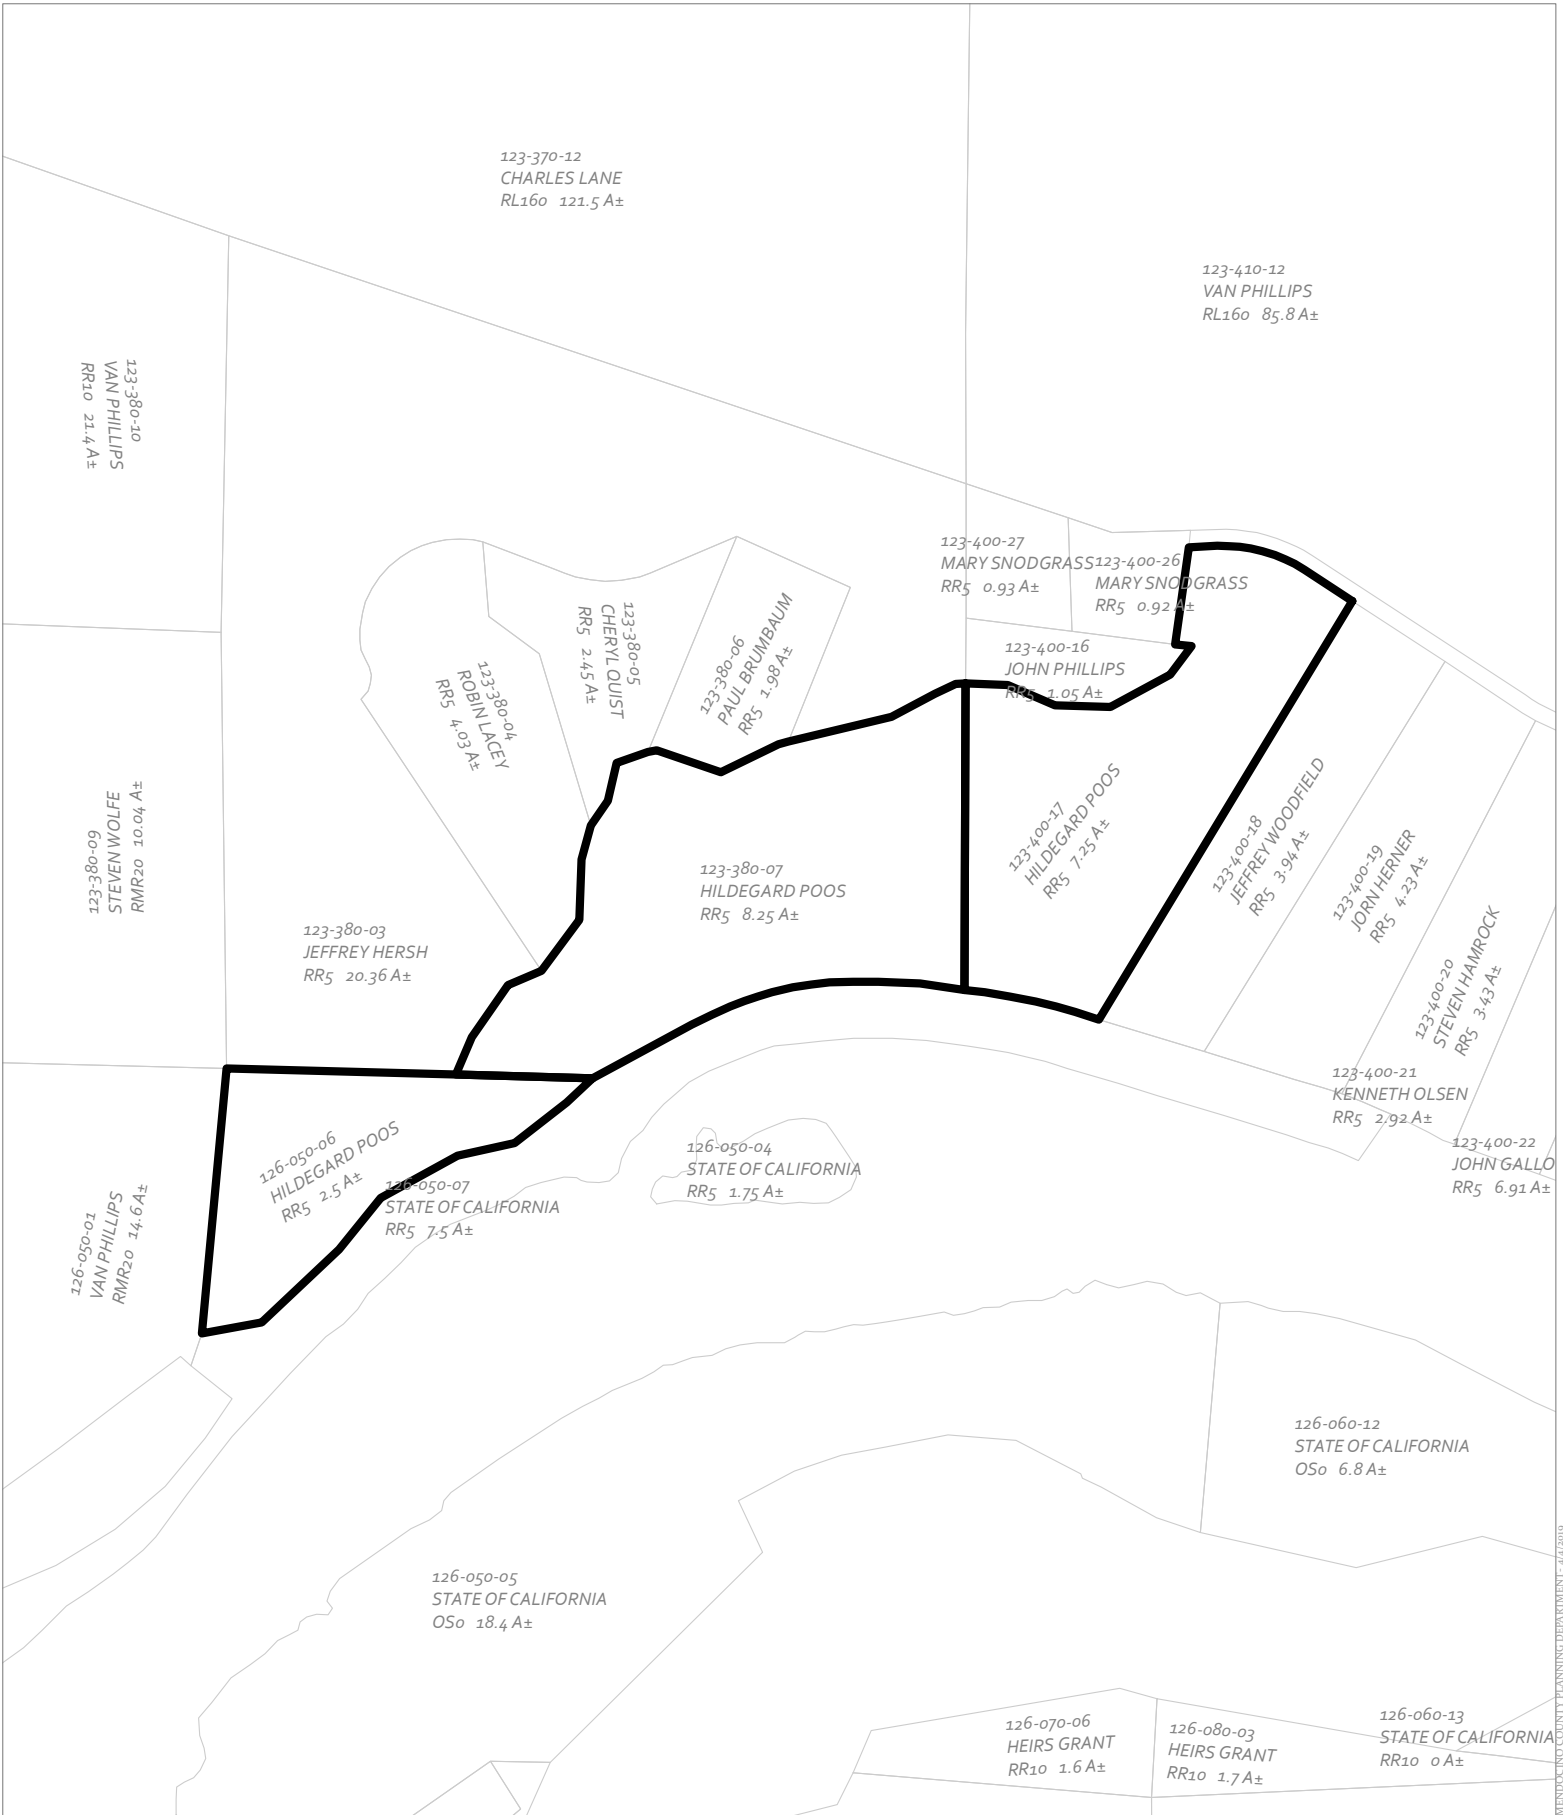 123-370-12
CHARLES LANE
RL160 121.5 A±
123-410-12
VAN PHILLIPS
RL160 85.8 A±
123-380-10
VAN PHILLIPS
RR10 21.4 A±
123-400-27
MARY SNODGRASS
RR5 0.93 A±
123-400-26
MARY SNODGRASS
RR5 0.92 A±
123-400-16
JOHN PHILLIPS
RR5 1.05 A±
123-380-04
ROBIN LACEY
RR5 4.03 A±
123-380-05
CHERYL QUIST
RR5 2.45 A±
123-380-06
PAUL BRUMBAUM
RR5 1.98 A±
123-380-09
STEVEN WOLFE
RMR20 10.04 A±
123-380-03
JEFFREY HERSH
RR5 20.36 A±
123-380-07
HILDEGARD POOS
RR5 8.25 A±
123-400-17
HILDEGARD POOS
RR5 7.25 A±
123-400-18
JEFFREY WOODFIELD
RR5 3.94 A±
123-400-19
JORN HERNER
RR5 4.23 A±
123-400-20
STEVEN HAMROCK
RR5 3.43 A±
123-400-21
KENNETH OLSEN
RR5 2.92 A±
123-400-22
JOHN GALLO
RR5 6.91 A±
126-050-01
VAN PHILLIPS
RMR20 14.6 A±
126-050-06
HILDEGARD POOS
RR5 2.5 A±
126-050-07
STATE OF CALIFORNIA
RR5 7.5 A±
126-050-04
STATE OF CALIFORNIA
RR5 1.75 A±
126-060-12
STATE OF CALIFORNIA
OS0 6.8 A±
126-050-05
STATE OF CALIFORNIA
OS0 18.4 A±
126-070-06
HEIRS GRANT
RR10 1.6 A±
126-080-03
HEIRS GRANT
RR10 1.7 A±
126-060-13
STATE OF CALIFORNIA
RR10 0 A±
MENDOCINO COUNTY PLANNING DEPARTMENT - 4/4/2019